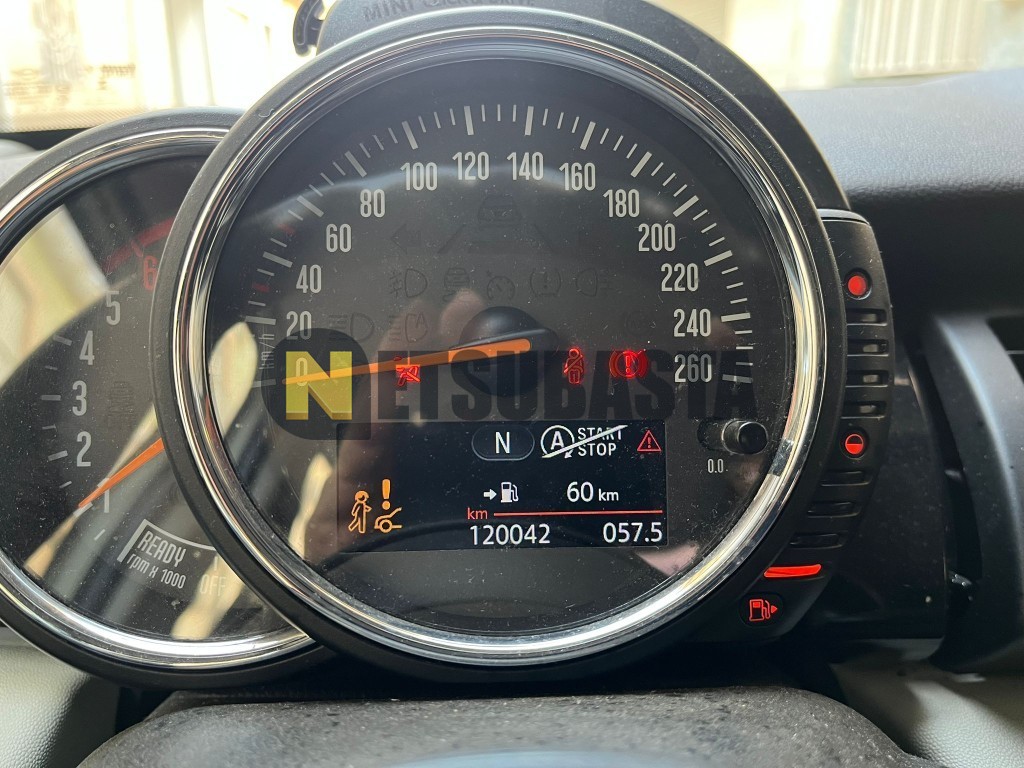 MINI
100 120 140 160
80 180
60 200
40 220
20 240
0 260
km/h
NETSUBASTA
N A START
STOP
0.0
60 km
km
120042 057.5
6
5
4
3
2
1
READY
rpm x 1000
OFF